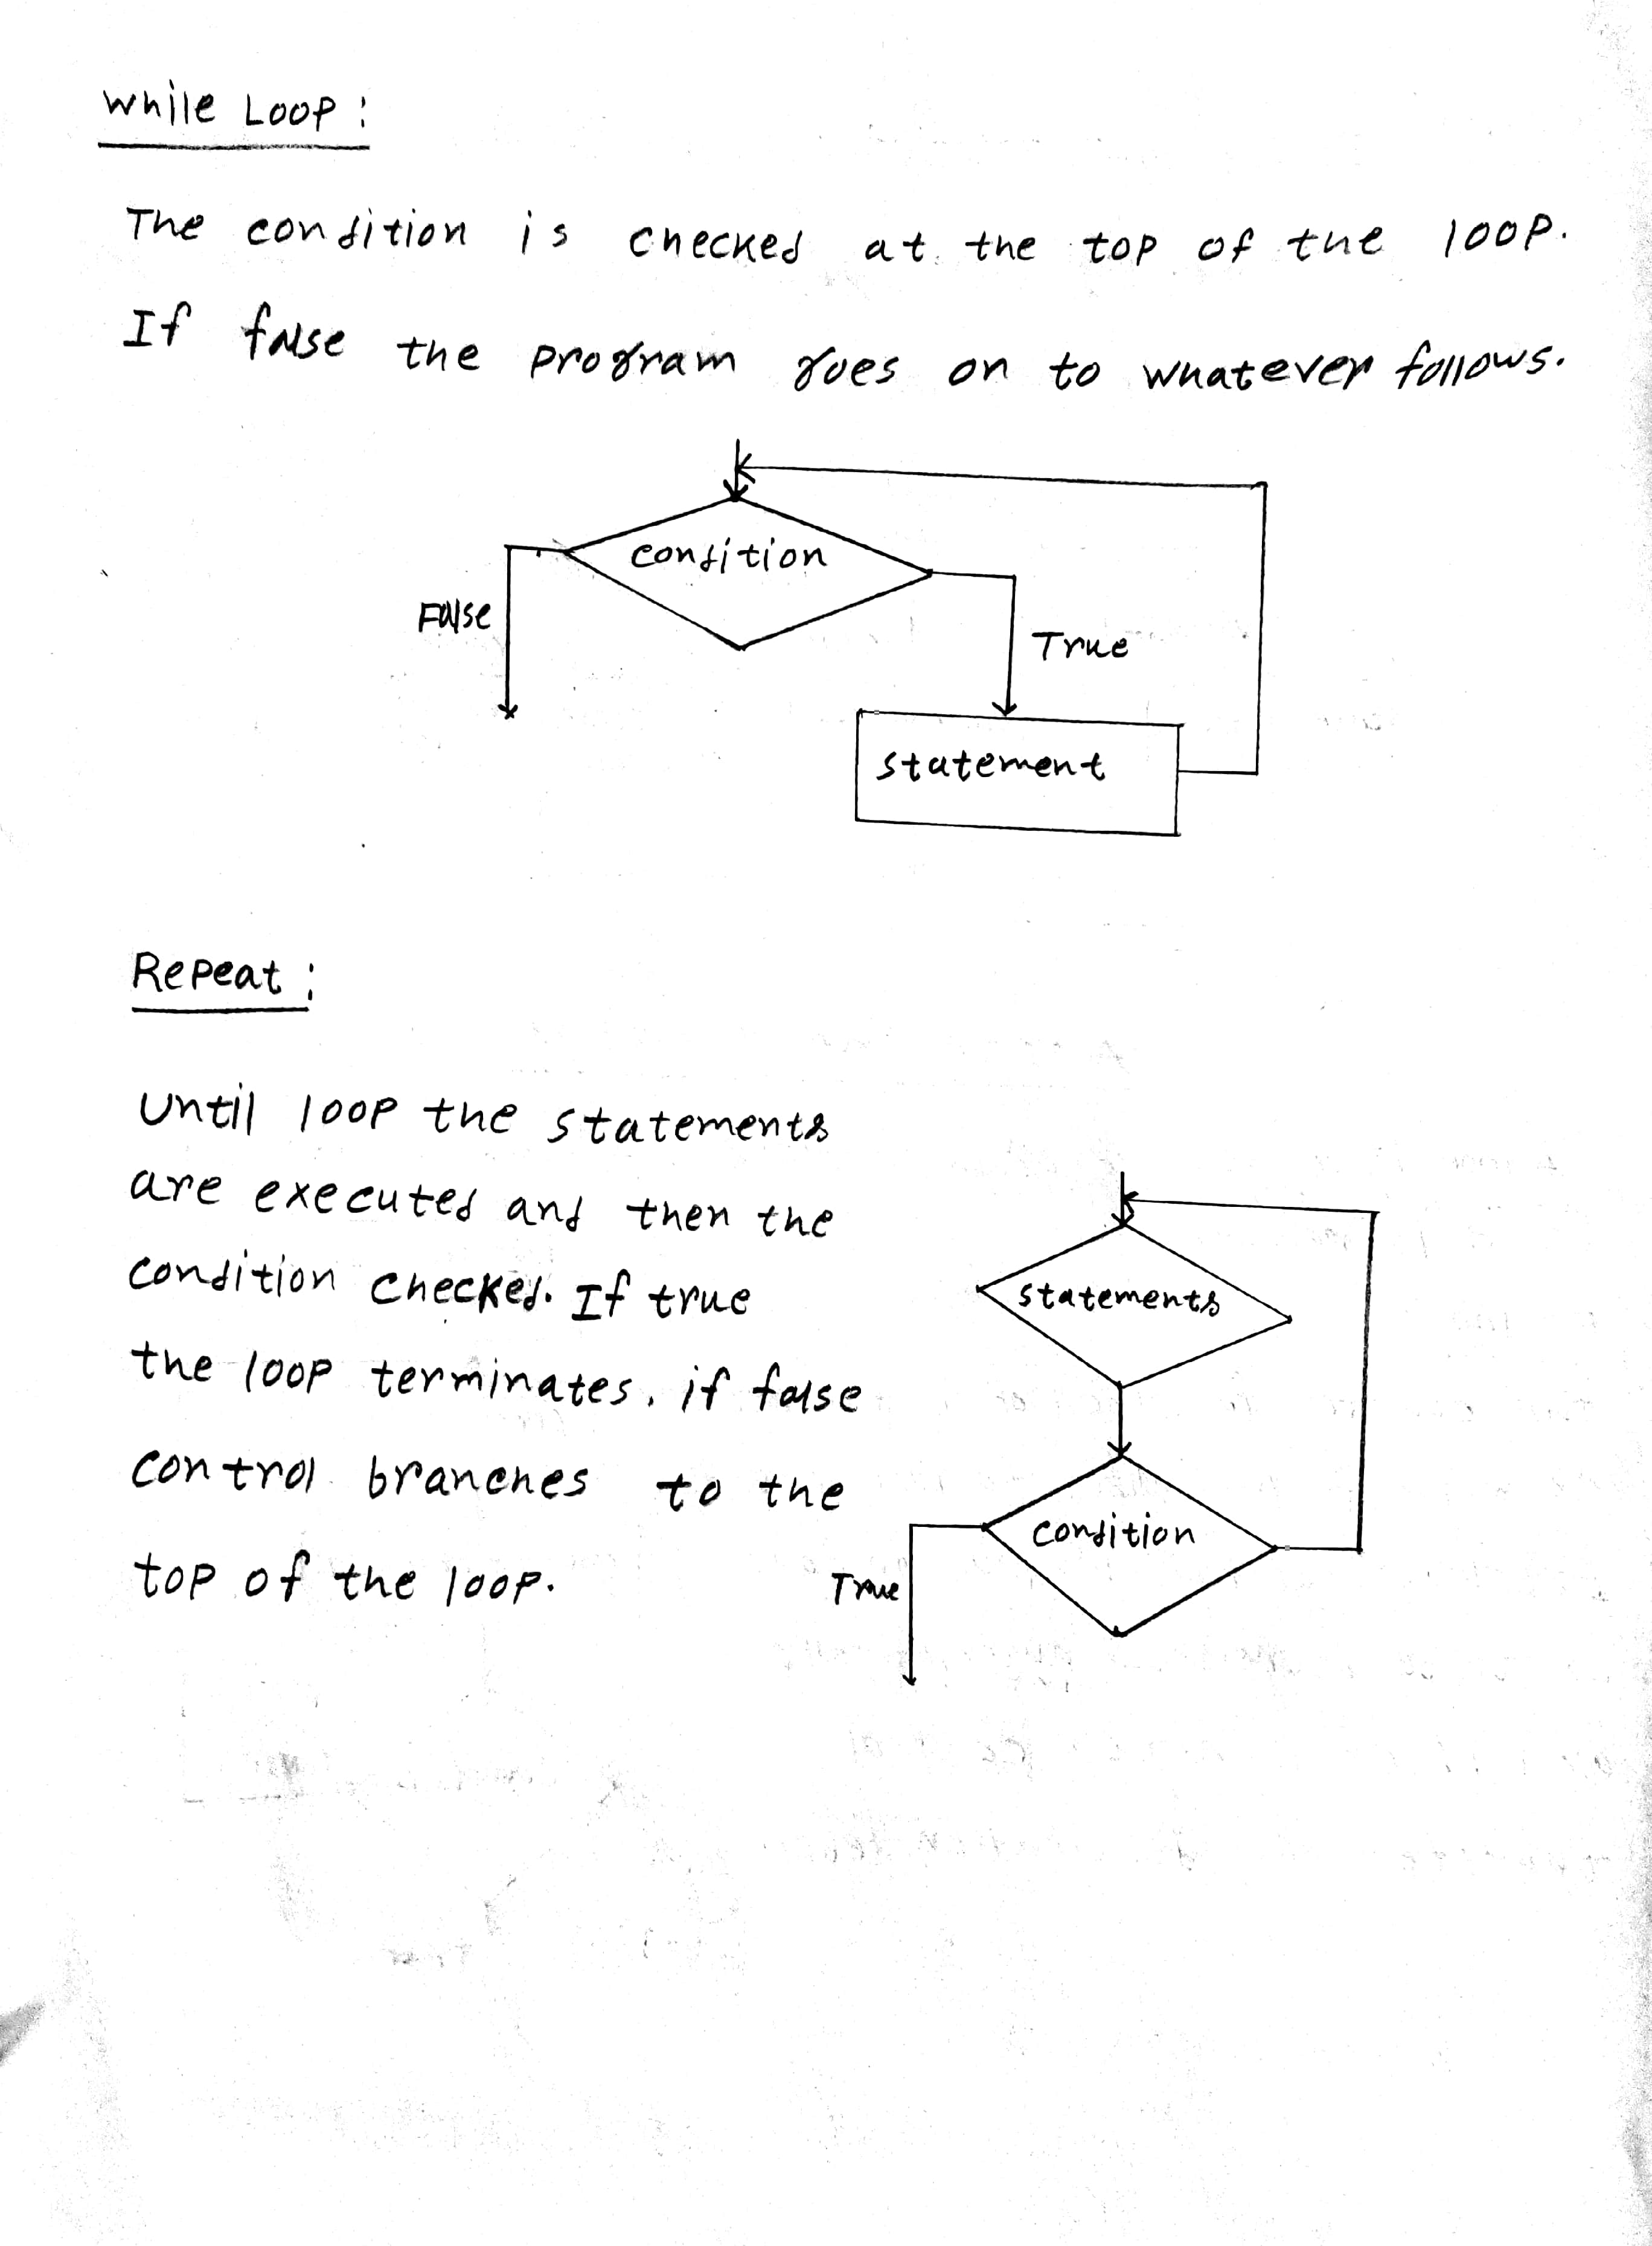 While Loop :
The condition is checked at the top of the loop.
If false the program goes on to whatever follows.
condition
False
True
statement
Repeat :
Until loop the statements
are executed and then the
condition checked. If true
the loop terminates, if false
control branches to the
top of the loop.
statements
condition
True